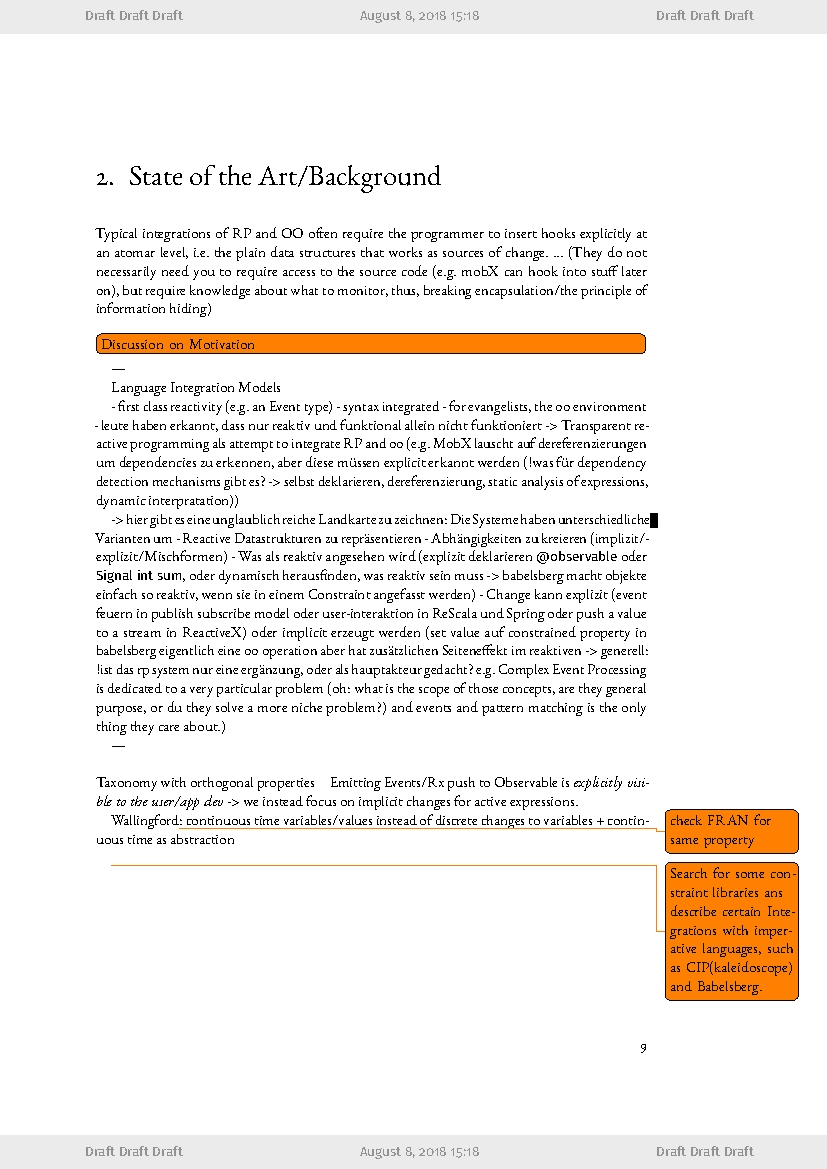 Draft Draft Draft August 8, 2018 15:18 Draft Draft Draft
2. State of the Art/Background
Typical integrations of RP and OO often require the programmer to insert hooks explicitly at
an atomar level, i.e. the plain data structures that works as sources of change. ... (They do not
necessarily need you to require access to the source code (e.g. mobX can hook into stuff later
on), but require knowledge about what to monitor, thus, breaking encapsulation/the principle of
information hiding)
Discussion on Motivation
—
Language Integration Models
- first class reactivity (e.g. an Event type) - syntax integrated - for evangelists, the oo environment
- leute haben erkannt, dass nur reaktiv und funktional allein nicht funktioniert -> Transparent re-
active programming als attempt to integrate RP and oo (e.g. MobX lauscht auf dereferenzierungen
um dependencies zu erkennen, aber diese müssen explicit erkannt werden (!was für dependency
detection mechanisms gibt es? -> selbst deklarieren, dereferenzierung, static analysis of expressions,
dynamic interpratation))
-> hier gibt es eine unglaublich reiche Landkarte zu zeichnen: Die Systeme haben unterschiedliche
Varianten um - Reactive Datastrukturen zu repräsentieren - Abhängigkeiten zu kreieren (implizit/-
explizit/Mischformen) - Was als reaktiv angesehen wird (explizit deklarieren @observable oder
Signal int sum, oder dynamisch herausfinden, was reaktiv sein muss -> babelsberg macht objekte
einfach so reaktiv, wenn sie in einem Constraint angefasst werden) - Change kann explizit (event
feuern in publish subscribe model oder user-interaktion in ReScala und Spring oder push a value
to a stream in ReactiveX) oder implicit erzeugt werden (set value auf constrained property in
babelsberg eigentlich eine oo operation aber hat zusätzlichen Seiteneffekt im reaktiven -> generell:
!ist das rp system nur eine ergänzung, oder als hauptakteur gedacht? e.g. Complex Event Processing
is dedicated to a very particular problem (oh: what is the scope of those concepts, are they general
purpose, or du they solve a more niche problem?) and events and pattern matching is the only
thing they care about.)
—
Taxonomy with orthogonal properties Emitting Events/Rx push to Observable is explicitly visi-
ble to the user/app dev -> we instead focus on implicit changes for active expressions.
Wallingford: continuous time variables/values instead of discrete changes to variables + contin-
uous time as abstraction
check FRAN for
same property
Search for some con-
straint libraries ans
describe certain Inte-
grations with imper-
ative languages, such
as CIP(kaleidoscope)
and Babelsberg.
9
Draft Draft Draft August 8, 2018 15:18 Draft Draft Draft